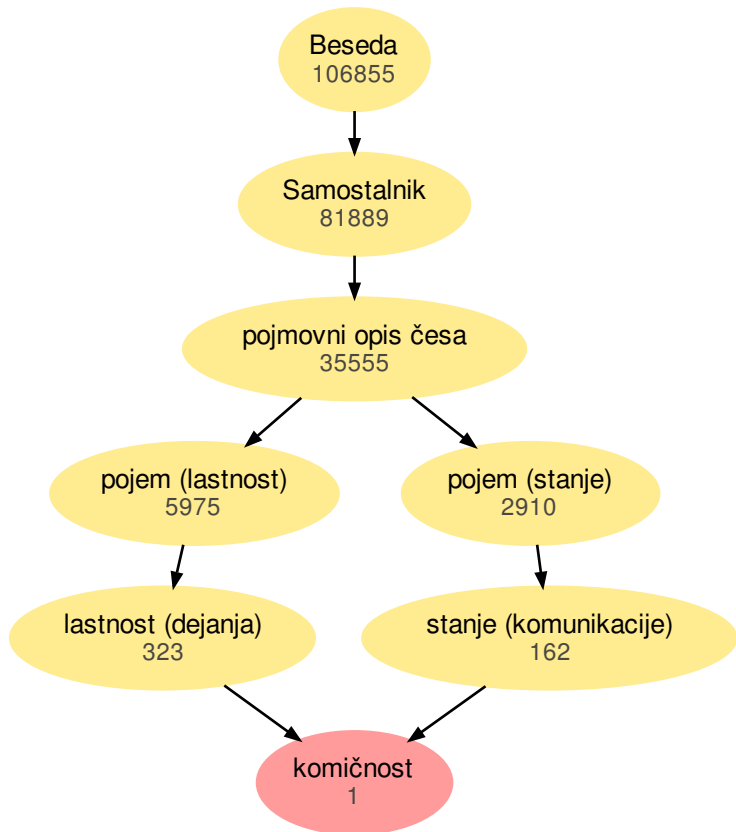 Beseda
106855
Samostalnik
81889
pojmovni opis česa
35555
pojem (lastnost)
5975
pojem (stanje)
2910
lastnost (dejanja)
323
stanje (komunikacije)
162
komičnost
1